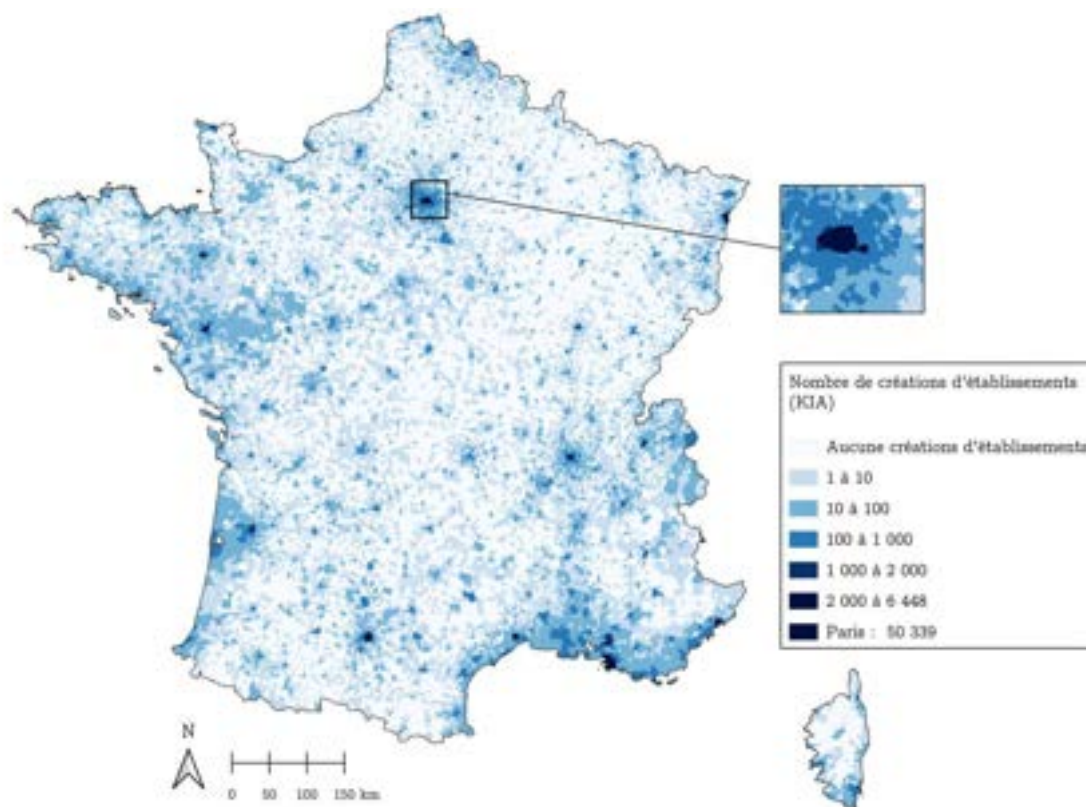 Nombre de créations d'établissements
(KIA)
Aucune créations d'établissements
1 à 10
10 à 100
100 à 1 000
1 000 à 2 000
2 000 à 6 448
Paris : 50 339
N
0 50 100 150 km